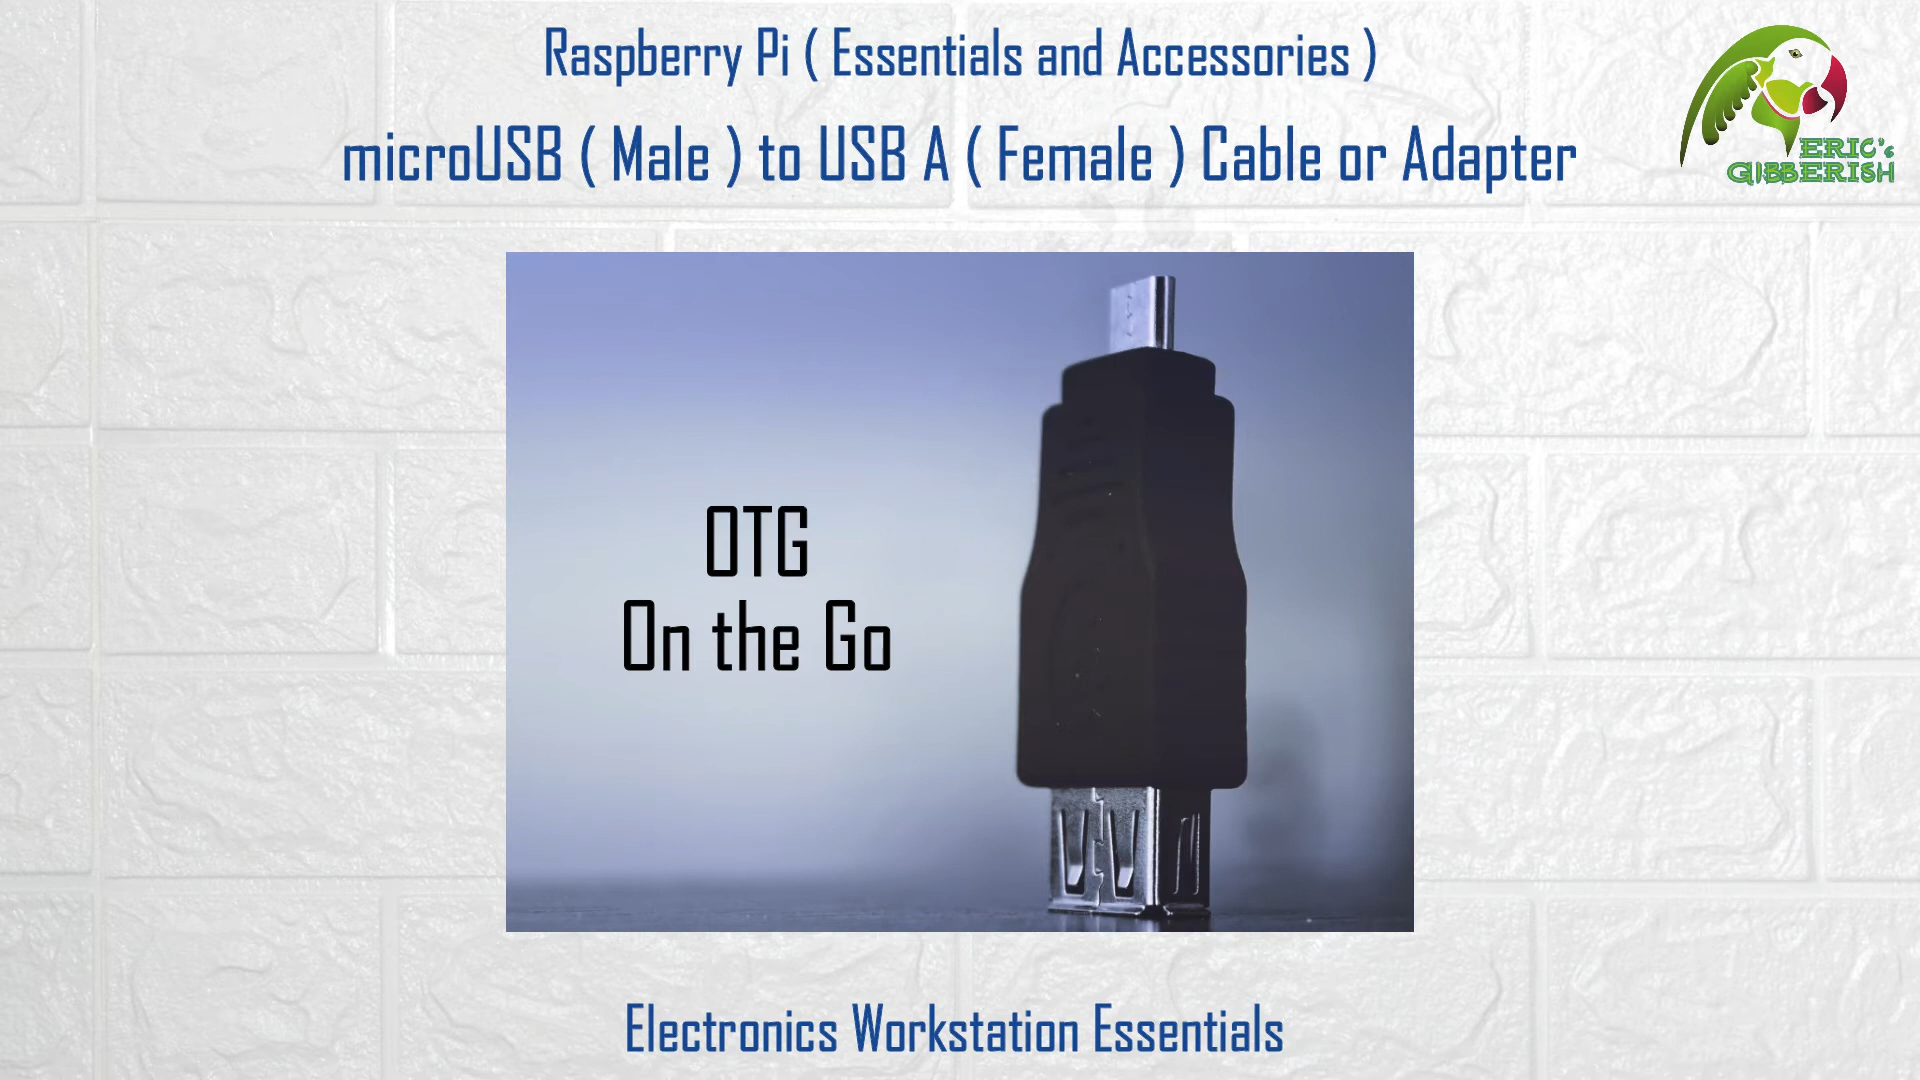 Raspberry Pi ( Essentials and Accessories )
microUSB ( Male ) to USB A ( Female ) Cable or Adapter
ERIC's
GIBBERISH
OTG
On the Go
Electronics Workstation Essentials